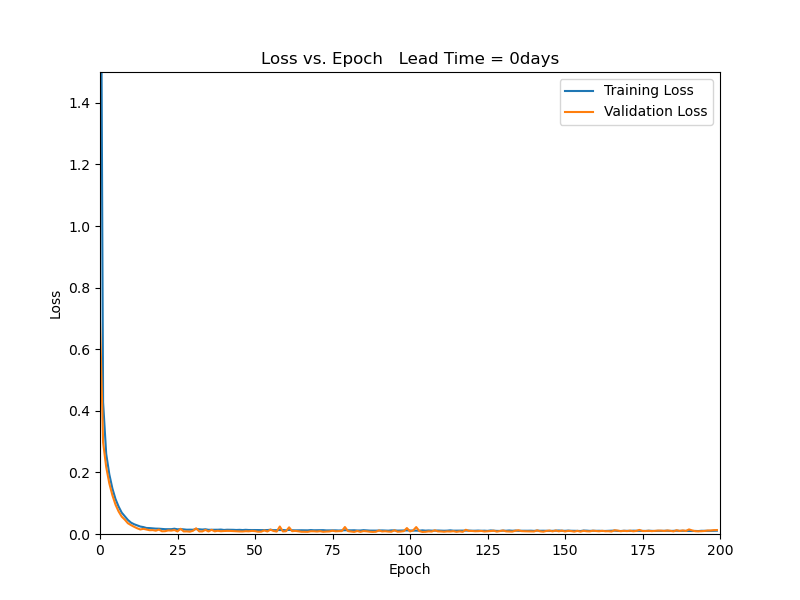 Loss vs. Epoch   Lead Time = 0days
Training Loss
Validation Loss
1.4
1.2
1.0
0.8
0.6
0.4
0.2
0.0
Loss
0 25 50 75 100 125 150 175 200
Epoch